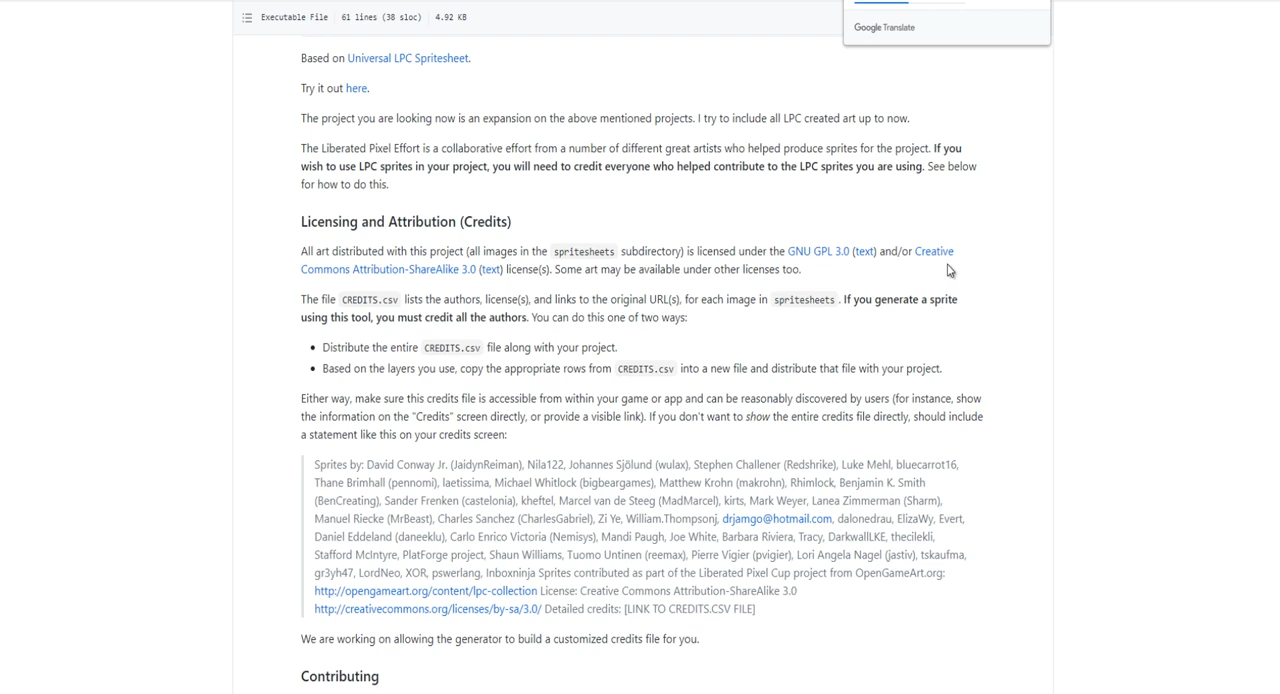 Executable File 61 lines (38 sloc) 4.92 KB
Google Translate
Based on Universal LPC Spritesheet.
Try it out here.
The project you are looking now is an expansion on the above mentioned projects. I try to include all LPC created art up to now.
The Liberated Pixel Effort is a collaborative effort from a number of different great artists who helped produce sprites for the project. If you
wish to use LPC sprites in your project, you will need to credit everyone who helped contribute to the LPC sprites you are using. See below
for how to do this.
Licensing and Attribution (Credits)
All art distributed with this project (all images in the spritesheets subdirectory) is licensed under the GNU GPL 3.0 (text) and/or Creative
Commons Attribution-ShareAlike 3.0 (text) license(s). Some art may be available under other licenses too.
The file CREDITS.csv lists the authors, license(s), and links to the original URL(s), for each image in spritesheets. If you generate a sprite
using this tool, you must credit all the authors. You can do this one of two ways:
• Distribute the entire CREDITS.csv file along with your project.
• Based on the layers you use, copy the appropriate rows from CREDITS.csv into a new file and distribute that file with your project.
Either way, make sure this credits file is accessible from within your game or app and can be reasonably discovered by users (for instance, show
the information on the "Credits" screen directly, or provide a visible link). If you don't want to show the entire credits file directly, should include
a statement like this on your credits screen:
Sprites by: David Conway Jr. (JaidynReiman), Nila122, Johannes Sjölund (wulax), Stephen Challener (Redshrike), Luke Mehl, bluecarrot16,
Thane Brimhall (pennomi), laetissima, Michael Whitlock (bigbeargames), Matthew Krohn (makrohn), Rhimlock, Benjamin K. Smith
(BenCreating), Sander Frenken (castelonia), kheftel, Marcel van de Steeg (MadMarcel), kirts, Mark Weyer, Lanea Zimmerman (Sharm),
Manuel Riecke (MrBeast), Charles Sanchez (CharlesGabriel), Zi Ye, William.Thompsonj, drjamgo@hotmail.com, dalonedrau, ElizaWy, Evert,
Daniel Eddeland (daneeklu), Carlo Enrico Victoria (Nemisys), Mandi Paugh, Joe White, Barbara Riviera, Tracy, DarkwallLKE, thecilekli,
Stafford McIntyre, PlatForge project, Shaun Williams, Tuomo Untinen (reemax), Pierre Vigier (pvigier), Lori Angela Nagel (jastiv), tskaufma,
gr3yh47, LordNeo, XOR, pswerlang, Inboxninja Sprites contributed as part of the Liberated Pixel Cup project from OpenGameArt.org:
http://opengameart.org/content/lpc-collection License: Creative Commons Attribution-ShareAlike 3.0
http://creativecommons.org/licenses/by-sa/3.0/ Detailed credits: [LINK TO CREDITS.CSV FILE]
We are working on allowing the generator to build a customized credits file for you.
Contributing